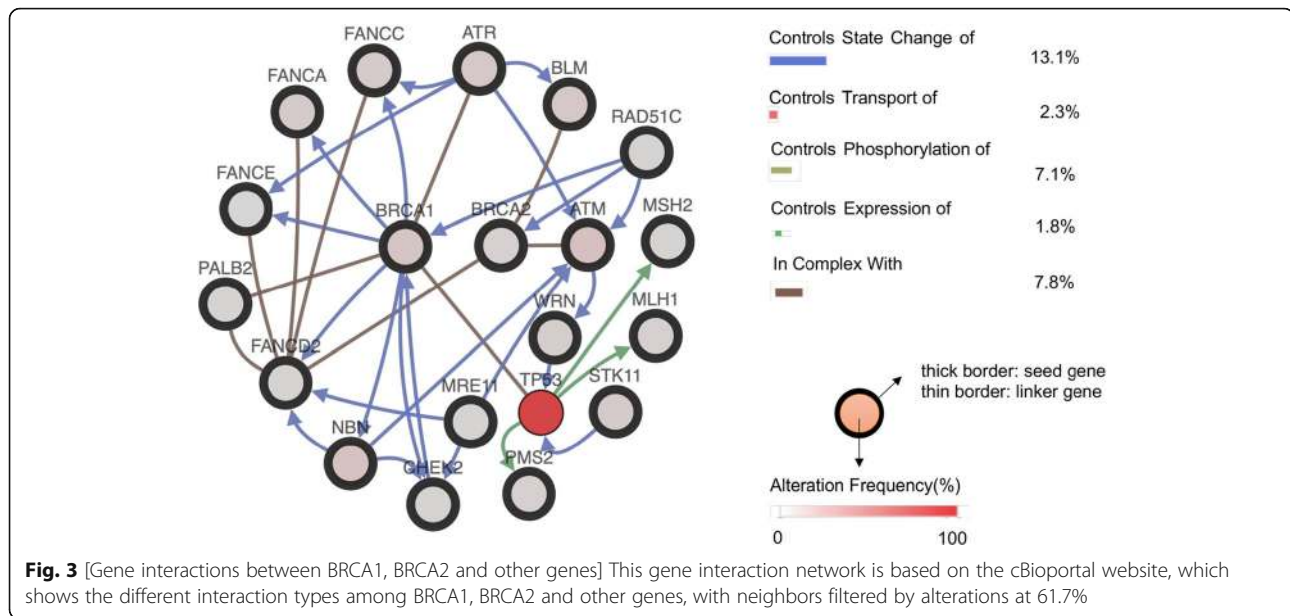 FANCC
ATR
BLM
FANCA
RAD51C
FANCE
BRCA1
BRCA2
ATM
MSH2
PALB2
WRN
MLH1
FANCD2
MRE11
TP53
STK11
NBN
CHEK2
PMS2
Controls State Change of
13.1%
Controls Transport of
2.3%
Controls Phosphorylation of
7.1%
Controls Expression of
1.8%
In Complex With
7.8%
thick border: seed gene
thin border: linker gene
Alteration Frequency(%)
0 100
Fig. 3 [Gene interactions between BRCA1, BRCA2 and other genes] This gene interaction network is based on the cBioportal website, which
shows the different interaction types among BRCA1, BRCA2 and other genes, with neighbors filtered by alterations at 61.7%